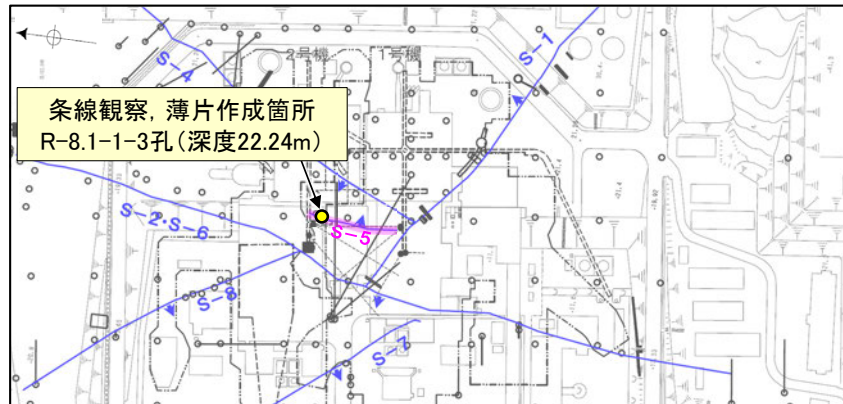 S-1
S-4
2号機
1号機
条線観察, 薄片作成箇所
R-8.1-1-3孔(深度22.24m)
S-2・S-6
S-5
S-8
S-7